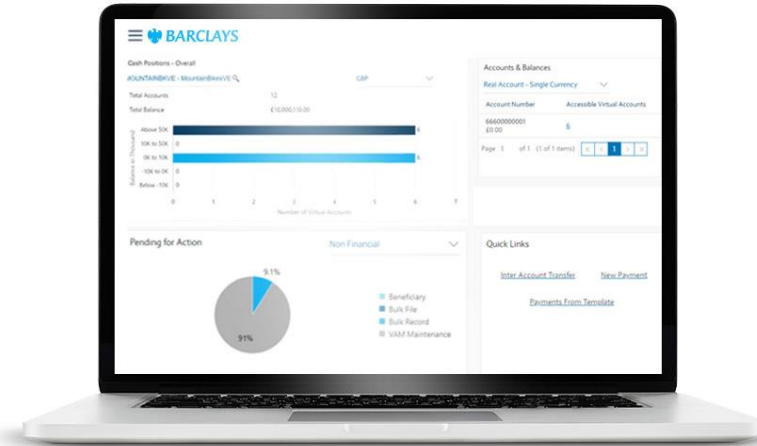 BARCLAYS
Cash Positions - Overall
GBP
Total Accounts 12
Total Balance £10,000,110.00
Balance in Thousand
Above 50K 6
10K to 50K 0
0K to 10K 6
-10K to 0K 0
Below -10K 0
0 1 2 3 4 5 6 7
Number of Virtual Accounts
Accounts & Balances
Real Account - Single Currency
Account Number Accessible Virtual Accounts
66600000001 6
£0.00
Page 1 of 1 (1 of 1 items) 1
Pending for Action
Non Financial
9.1%
91%
Beneficiary
Bulk File
Bulk Record
VAM Maintenance
Quick Links
Inter Account Transfer New Payment
Payments From Template